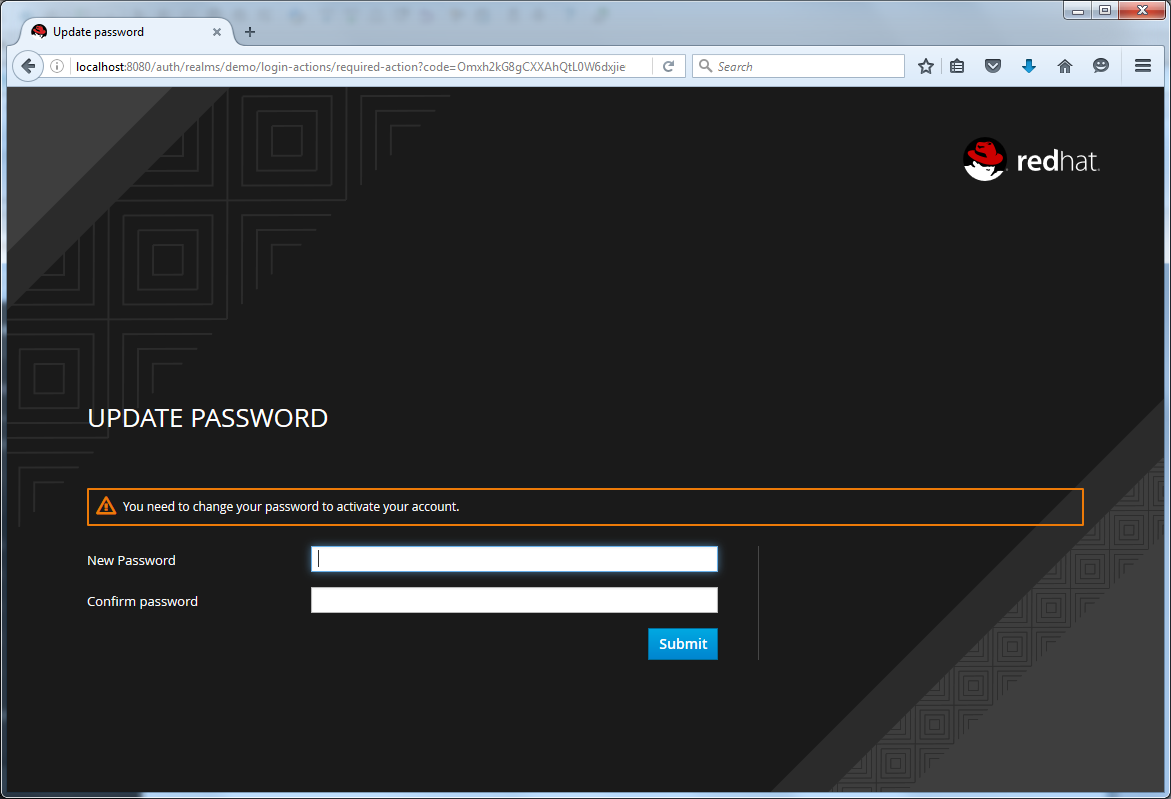 Update password
localhost:8080/auth/realms/demo/login-actions/required-action?code=Omxh2kG8gCXXAhQtL0W6dxjie
Search
redhat.
UPDATE PASSWORD
You need to change your password to activate your account.
New Password
Confirm password
Submit